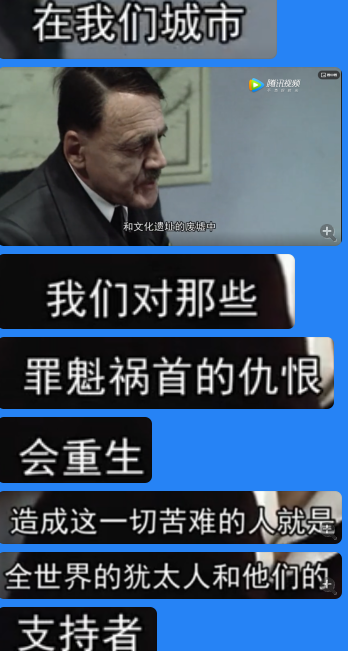 在我们城市
腾讯视频
和文化遗址的废墟中
我们对那些
罪魁祸首的仇恨
会重生
造成这一切苦难的人就是
全世界的犹太人和他们的
支持者